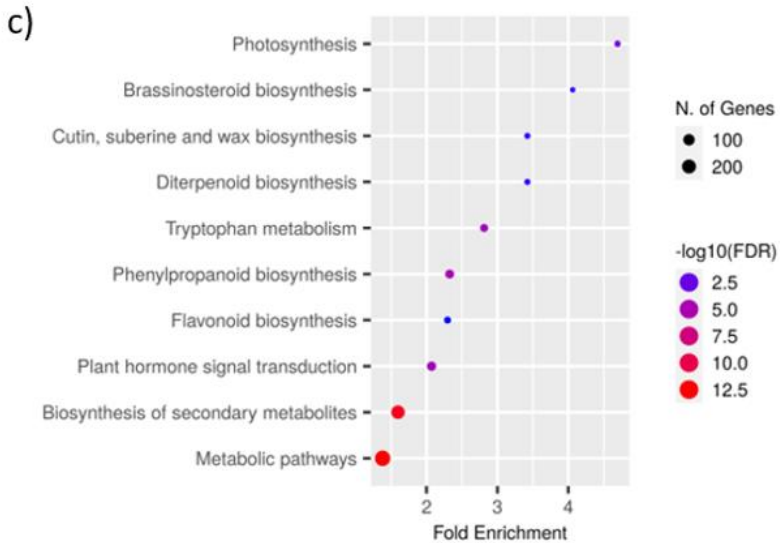 c)
Photosynthesis
Brassinosteroid biosynthesis
Cutin, suberine and wax biosynthesis
Diterpenoid biosynthesis
Tryptophan metabolism
Phenylpropanoid biosynthesis
Flavonoid biosynthesis
Plant hormone signal transduction
Biosynthesis of secondary metabolites
Metabolic pathways
2 3 4
Fold Enrichment
N. of Genes
100
200
-log10(FDR)
2.5
5.0
7.5
10.0
12.5